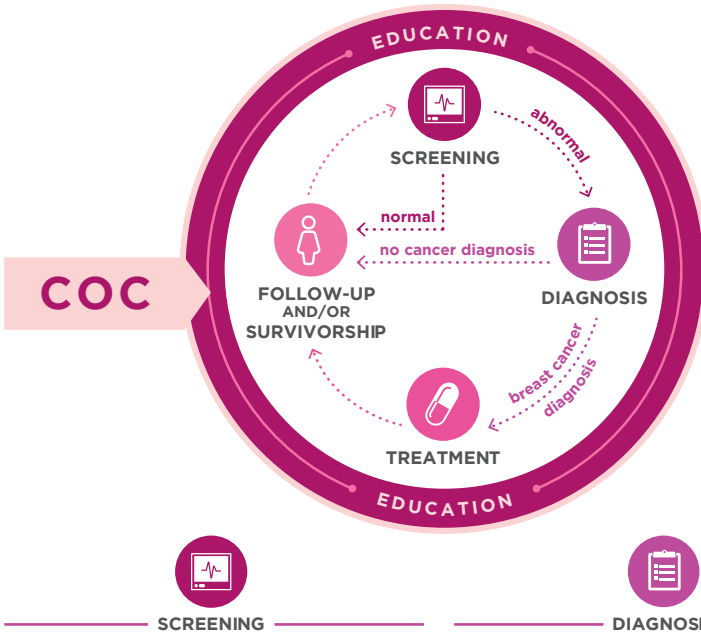 EDUCATION
SCREENING
abnormal
normal
no cancer diagnosis
COC
FOLLOW-UP
AND/OR
SURVIVORSHIP
DIAGNOSIS
breast cancer
diagnosis
TREATMENT
EDUCATION
SCREENING
DIAGNOSI